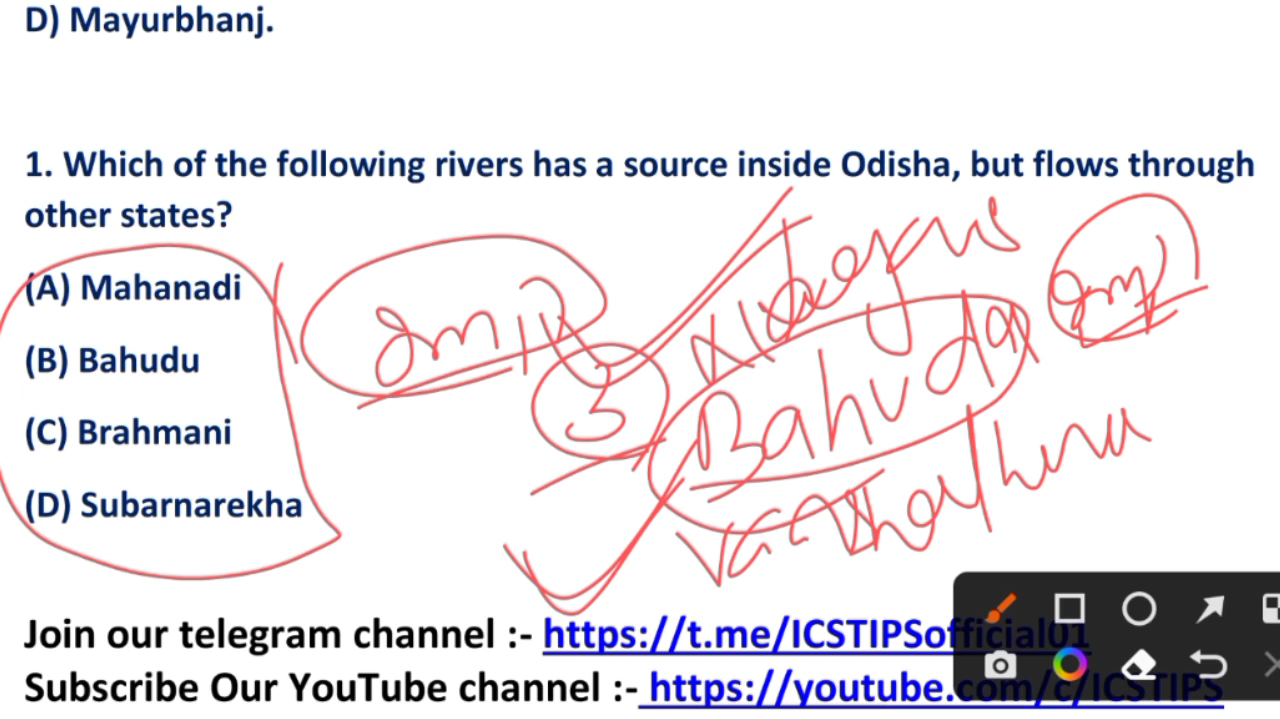 D) Mayurbhanj.
1. Which of the following rivers has a source inside Odisha, but flows through
other states?
(A) Mahanadi
(B) Bahudu
(C) Brahmani
(D) Subarnarekha
3
Bahuda
Join our telegram channel :- https://t.me/ICSTIPSofficial01
Subscribe Our YouTube channel :- https://youtube.com/c/ICSTIPS